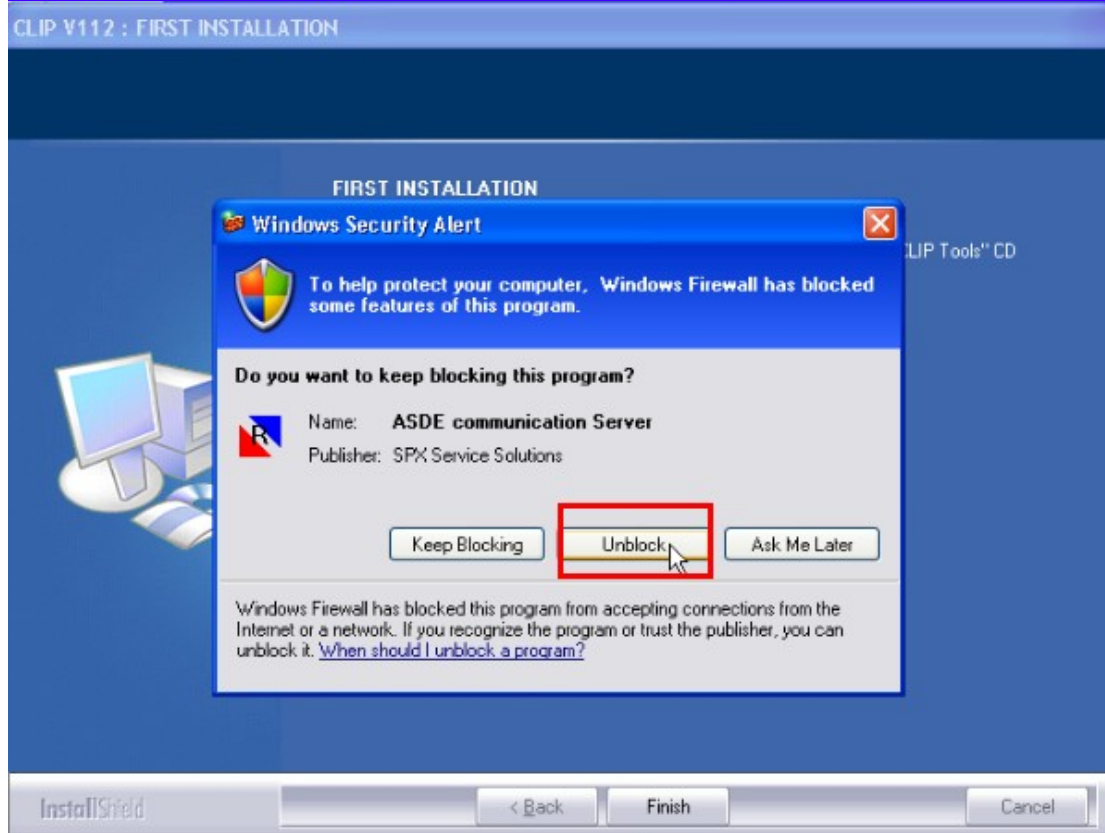 CLIP V112 : FIRST INSTALLATION
FIRST INSTALLATION
Windows Security Alert
CLIP Tools" CD
To help protect your computer, Windows Firewall has blocked
some features of this program.
Do you want to keep blocking this program?
R
Name: ASDE communication Server
Publisher: SPX Service Solutions
Keep Blocking Unblock Ask Me Later
Windows Firewall has blocked this program from accepting connections from the
Internet or a network. If you recognize the program or trust the publisher, you can
unblock it. When should I unblock a program?
InstallShield < Back Finish Cancel